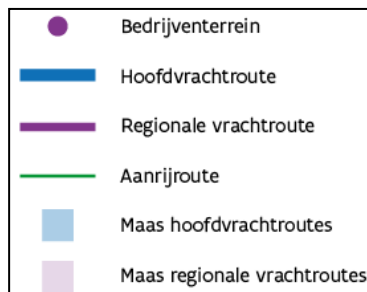 Bedrijventerrein
Hoofdvrachtroute
Regionale vrachtroute
Aanrijroute
Maas hoofdvrachtroutes
Maas regionale vrachtroutes